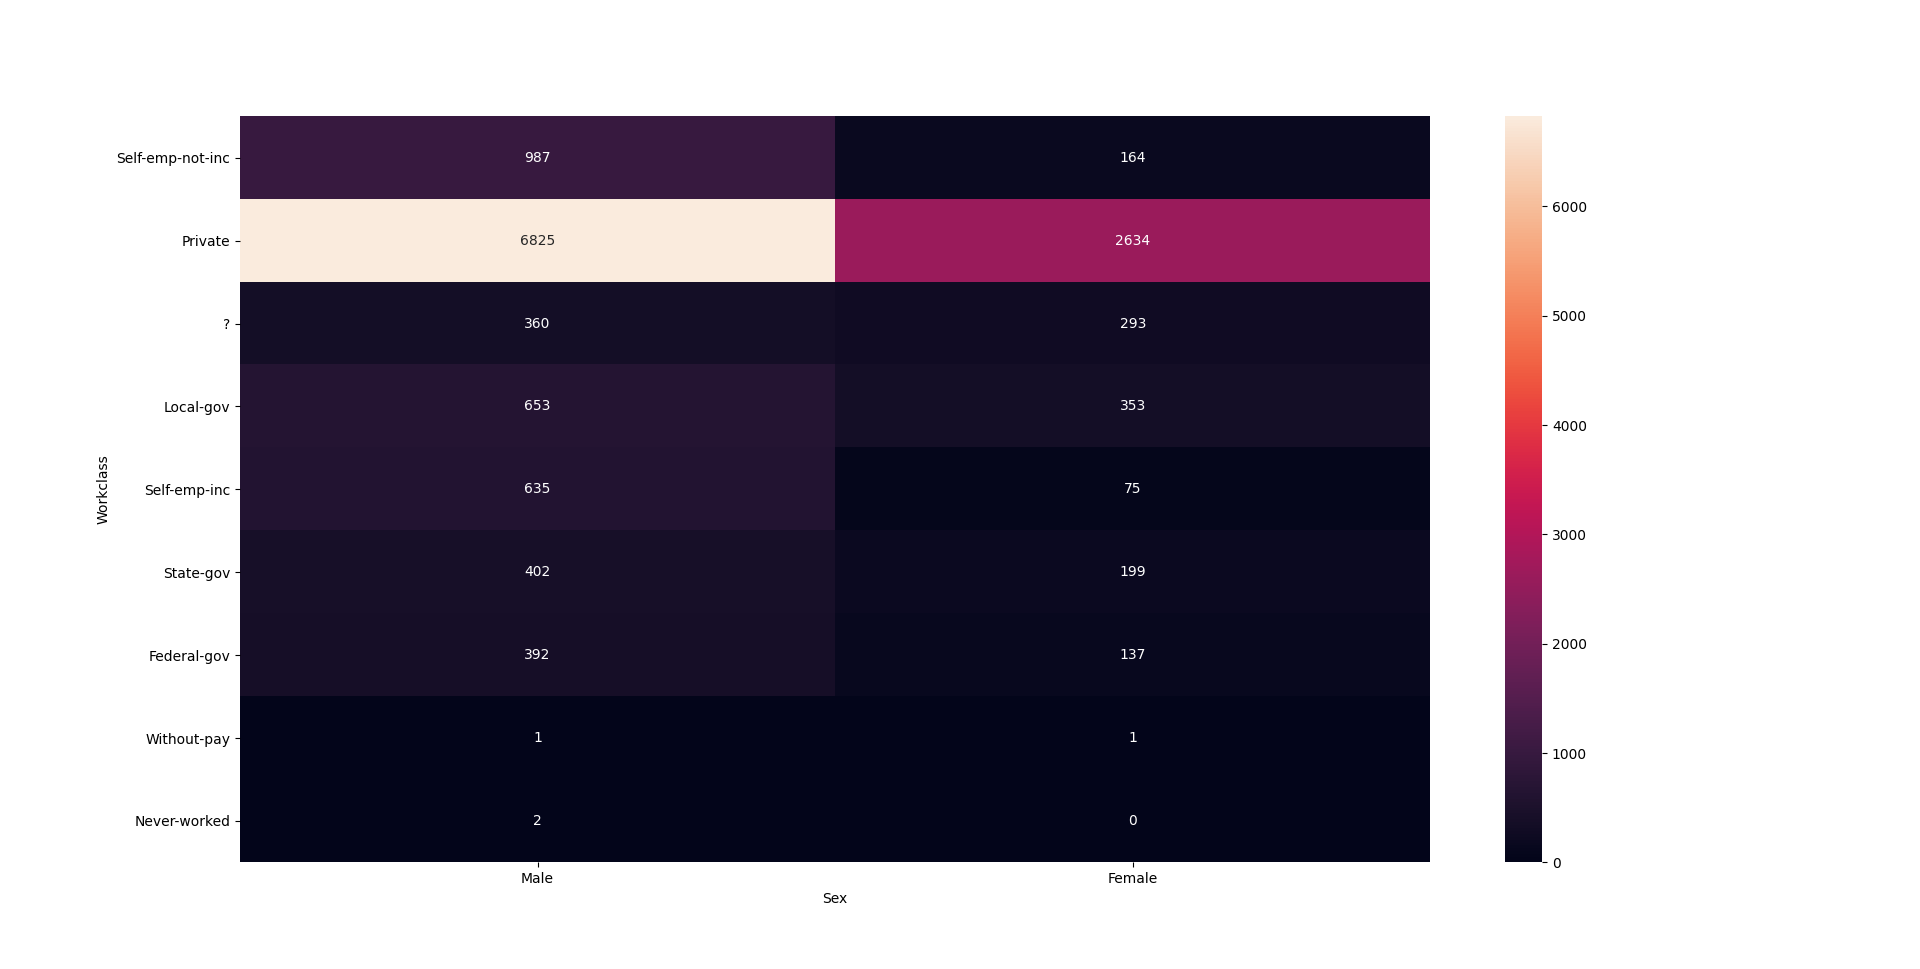 Self-emp-not-inc 987 164
Private 6825 2634
? 360 293
Local-gov 653 353
Self-emp-inc 635 75
State-gov 402 199
Federal-gov 392 137
Without-pay 1 1
Never-worked 2 0
Male Female
Sex
Workclass
6000
5000
4000
3000
2000
1000
0